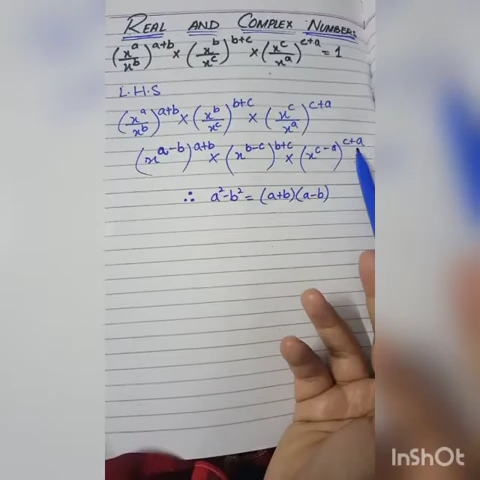 REAL AND COMPLEX NUMBERS
(x^a/x^b)^(a+b) × (x^b/x^c)^(b+c) × (x^c/x^a)^(c+a) = 1
L.H.S
(x^a/x^b)^(a+b) × (x^b/x^c)^(b+c) × (x^c/x^a)^(c+a)
(x^(a-b))^(a+b) × (x^(b-c))^(b+c) × (x^(c-a))^(c+a)
∴ a²-b² = (a+b)(a-b)
InShOt